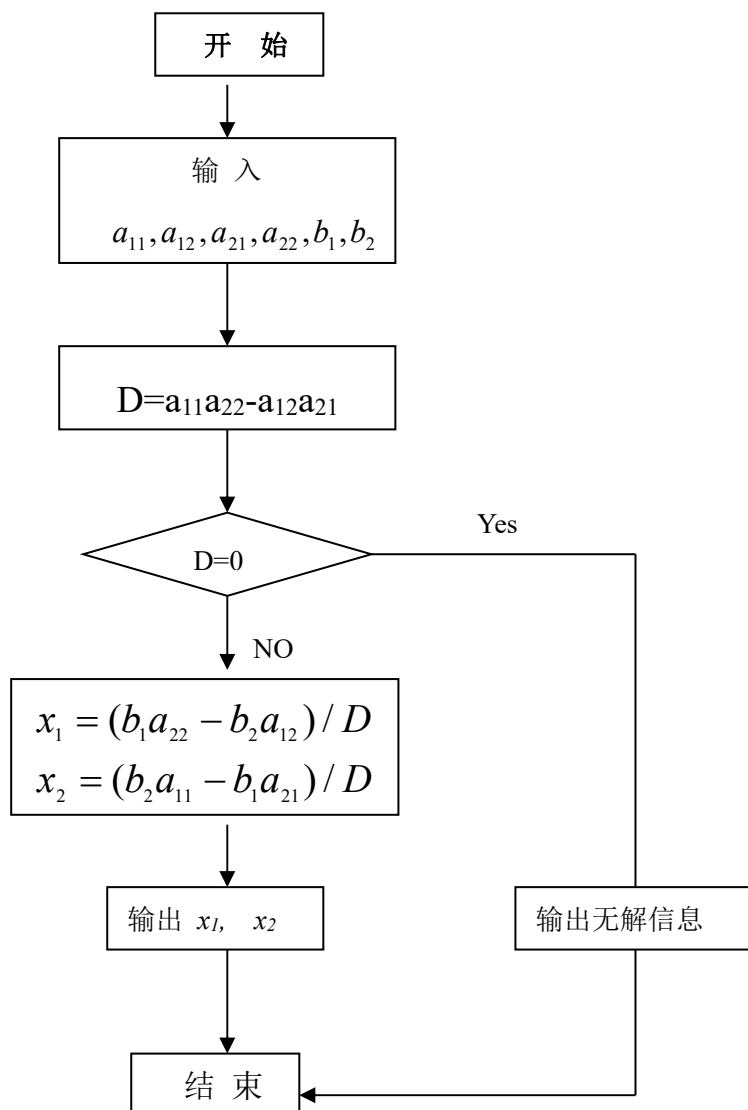 开 始
输 入
a₁₁,a₁₂,a₂₁,a₂₂,b₁,b₂
D=a₁₁a₂₂-a₁₂a₂₁
D=0
Yes
NO
x₁ = (b₁a₂₂ − b₂a₁₂) / D
x₂ = (b₂a₁₁ − b₁a₂₁) / D
输出 x₁, x₂
输出无解信息
结 束